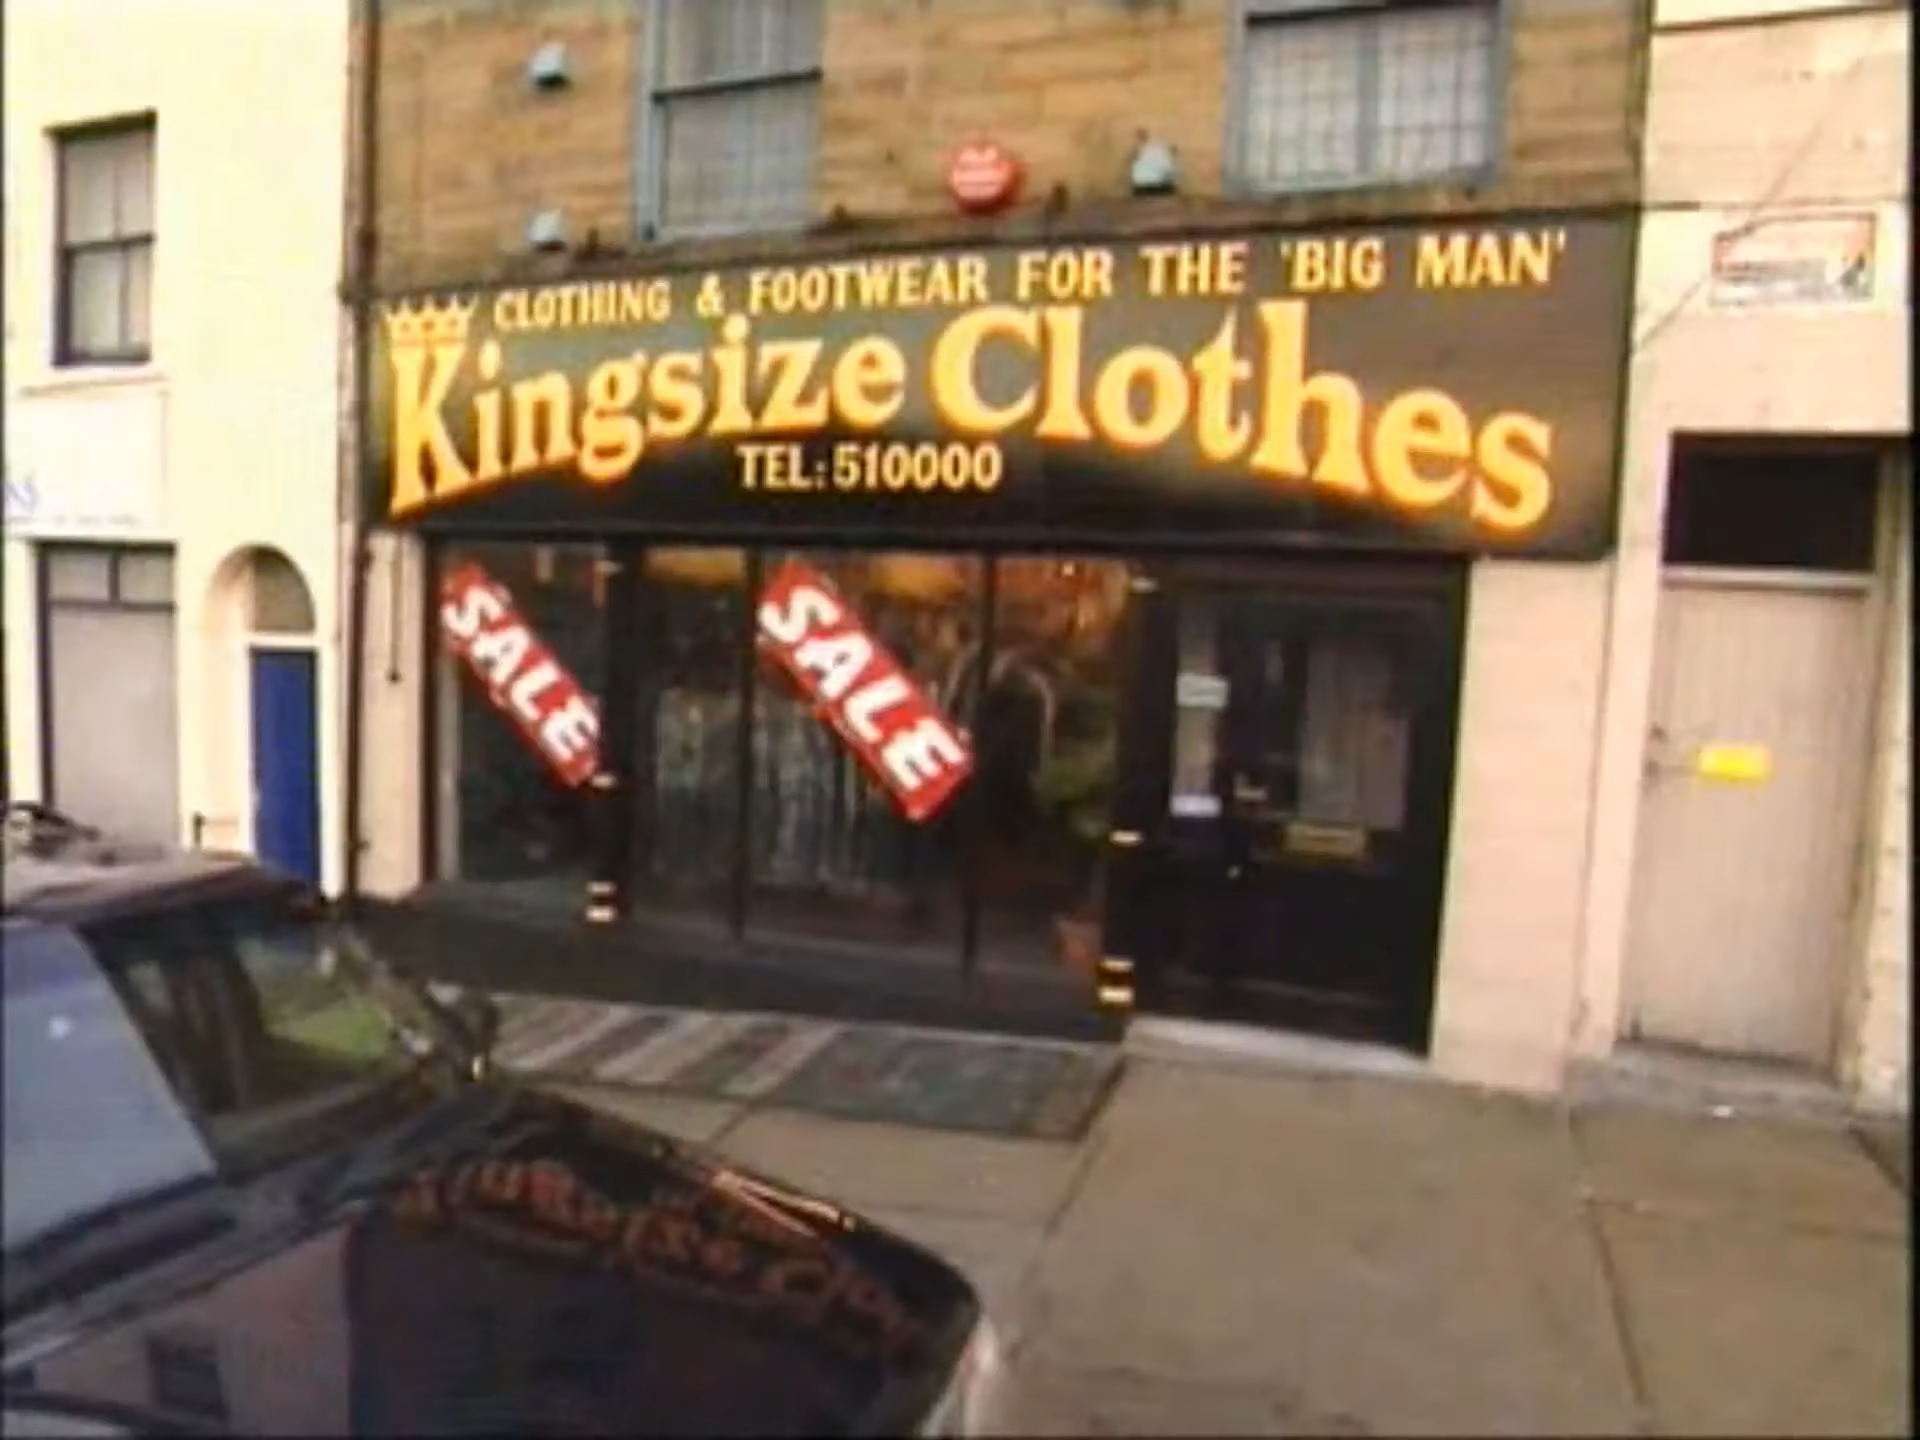 CLOTHING & FOOTWEAR FOR THE 'BIG MAN'
Kingsize Clothes
TEL: 510000
SALE
SALE